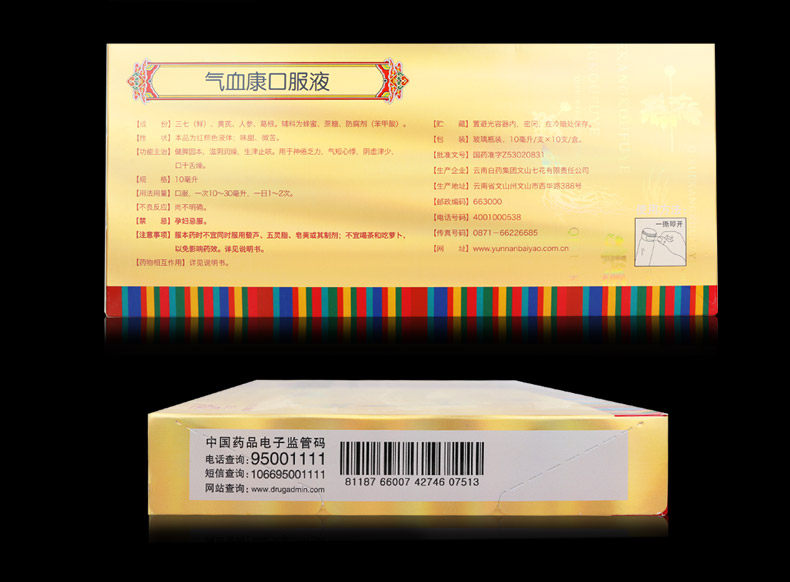 气血康口服液
【成 份】三七（鲜）、黄芪、人参、葛根。辅料为蜂蜜、蔗糖、防腐剂（苯甲酸）。
【性 状】本品为红棕色液体；味甜、微苦。
【功能主治】健脾固本，滋阴润燥，生津止咳。用于神倦乏力，气短心悸，阴虚津少，
口干舌燥。
【规 格】10毫升
【用法用量】口服，一次10～30毫升，一日1～2次。
【不良反应】尚不明确。
【禁 忌】孕妇忌服。
【注意事项】服本药时不宜同时服用藜芦、五灵脂、皂荚或其制剂；不宜喝茶和吃萝卜，
以免影响药效。详见说明书。
【药物相互作用】详见说明书。
【贮 藏】置避光容器内，密闭，在冷暗处保存。
【包 装】玻璃瓶装，10毫升/支×10支/盒。
【批准文号】国药准字Z53020831
【生产企业】云南白药集团文山七花有限责任公司
【生产地址】云南省文山州文山市西华路388号
【邮政编码】663000
【电话号码】4001000538
【传真号码】0871-66226685
【网 址】www.yunnanbaiyao.com.cn
一撕即开
中国药品电子监管码
电话查询：95001111
短信查询：106695001111
网站查询：www.drugadmin.com
81187 66007 42746 07513